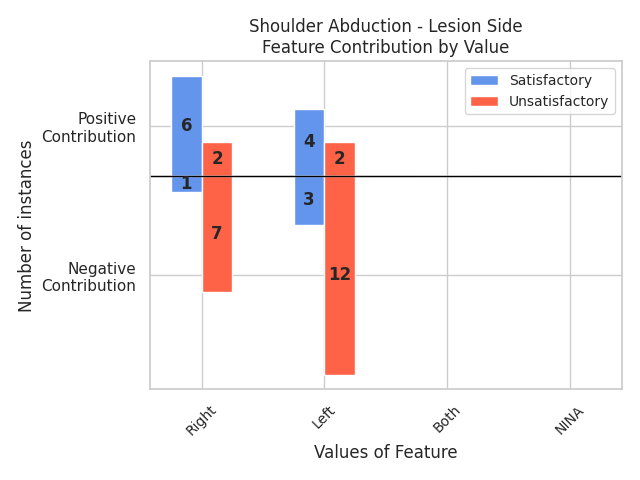 Shoulder Abduction - Lesion Side
Feature Contribution by Value
Satisfactory
Unsatisfactory
Positive
Contribution
Negative
Contribution
Number of instances
6
1
2
7
4
3
2
12
Right
Left
Both
NINA
Values of Feature